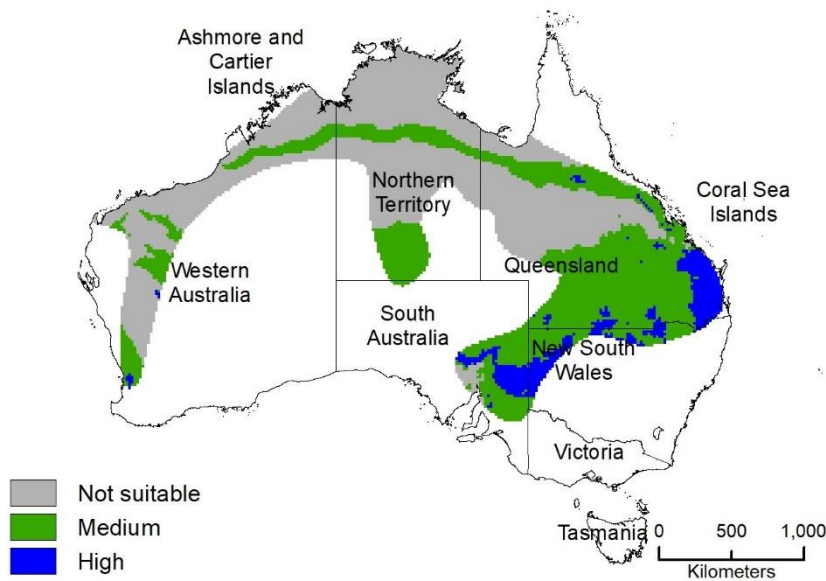 Ashmore and
Cartier
Islands
Northern
Territory
Coral Sea
Islands
Western
Australia
Queensland
South
Australia
New South
Wales
Victoria
Tasmania
Not suitable
Medium
High
0 500 1,000
Kilometers